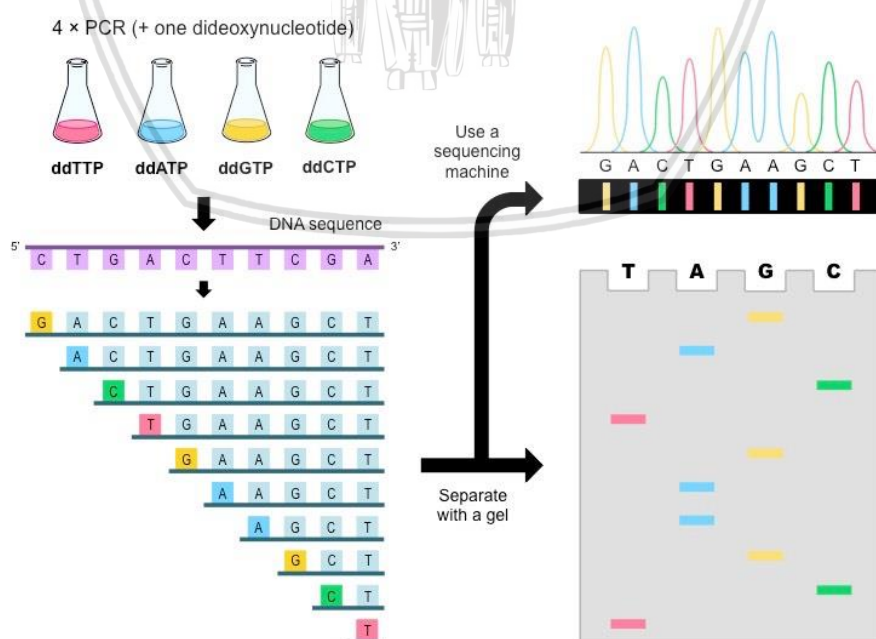 4 × PCR (+ one dideoxynucleotide)
ddTTP ddATP ddGTP ddCTP
DNA sequence
5' 3'
C T G A C T T C G A
G A C T G A A G C T
A C T G A A G C T
C T G A A G C T
T G A A G C T
G A A G C T
A A G C T
A G C T
G C T
C T
T
Use a
sequencing
machine
Separate
with a gel
G A C T G A A G C T
T A G C